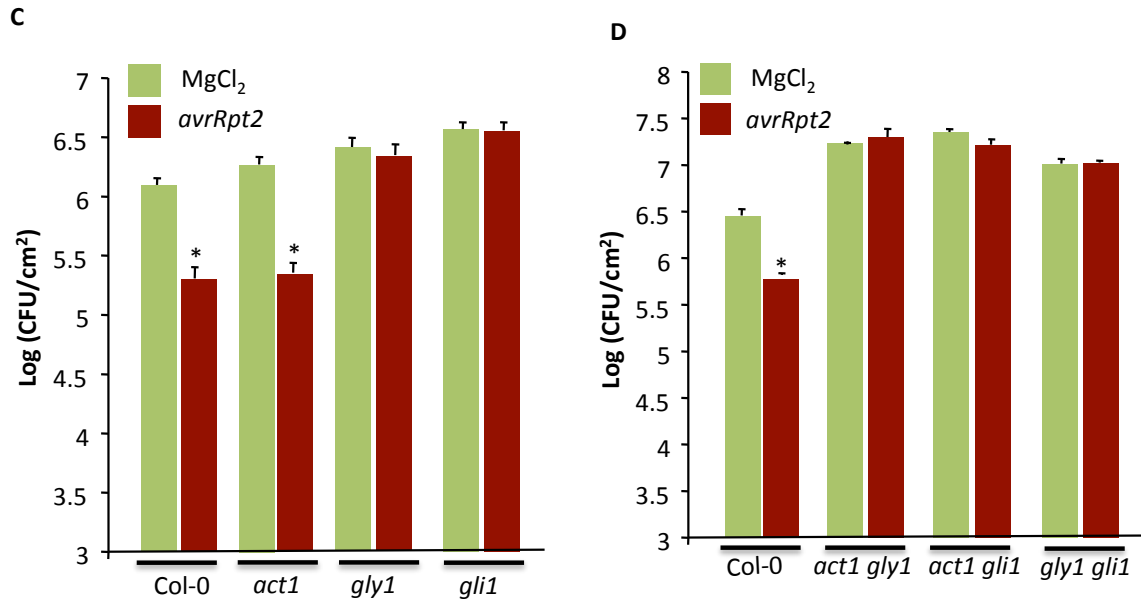 C
MgCl₂
avrRpt2
Log (CFU/cm²)
7
6.5
6
5.5
5
4.5
4
3.5
3
*
*
Col-0 act1 gly1 gli1
D
MgCl₂
avrRpt2
Log (CFU/cm²)
8
7.5
7
6.5
6
5.5
5
4.5
4
3.5
3
*
Col-0 act1 gly1 act1 gli1 gly1 gli1